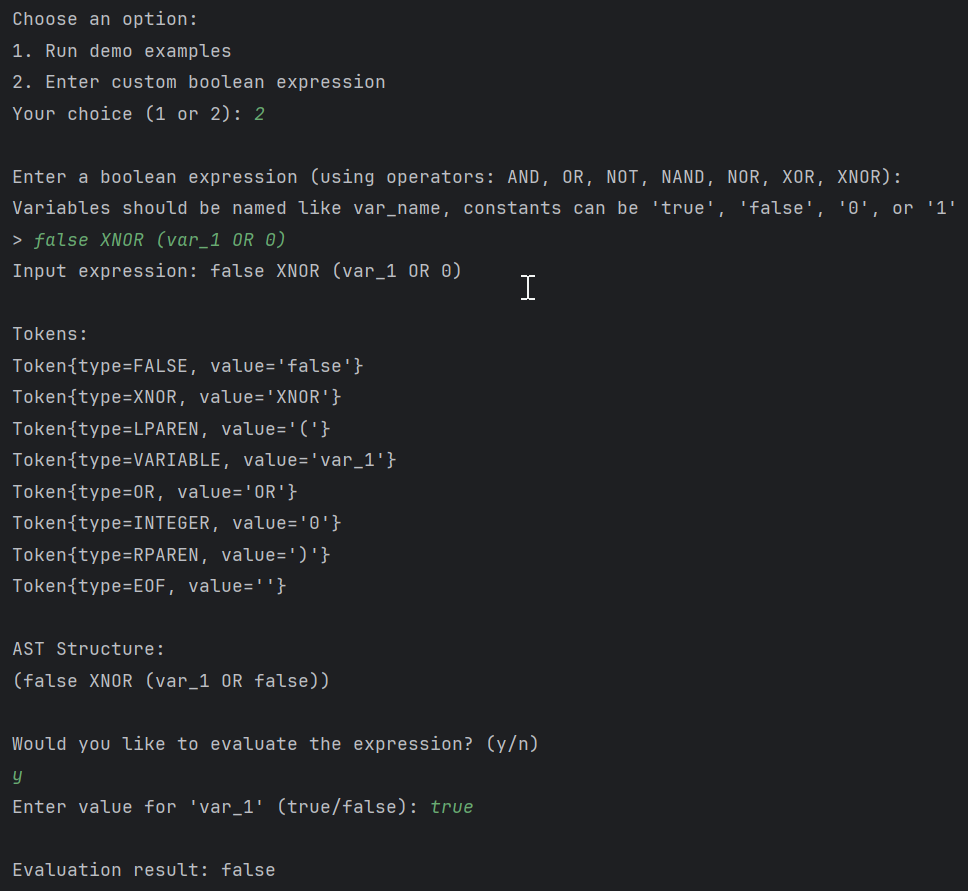 Choose an option:
1. Run demo examples
2. Enter custom boolean expression
Your choice (1 or 2): 2
Enter a boolean expression (using operators: AND, OR, NOT, NAND, NOR, XOR, XNOR):
Variables should be named like var_name, constants can be 'true', 'false', '0', or '1'
> false XNOR (var_1 OR 0)
Input expression: false XNOR (var_1 OR 0)
Tokens:
Token{type=FALSE, value='false'}
Token{type=XNOR, value='XNOR'}
Token{type=LPAREN, value='('}
Token{type=VARIABLE, value='var_1'}
Token{type=OR, value='OR'}
Token{type=INTEGER, value='0'}
Token{type=RPAREN, value=')'}
Token{type=EOF, value=''}
AST Structure:
(false XNOR (var_1 OR false))
Would you like to evaluate the expression? (y/n)
y
Enter value for 'var_1' (true/false): true
Evaluation result: false